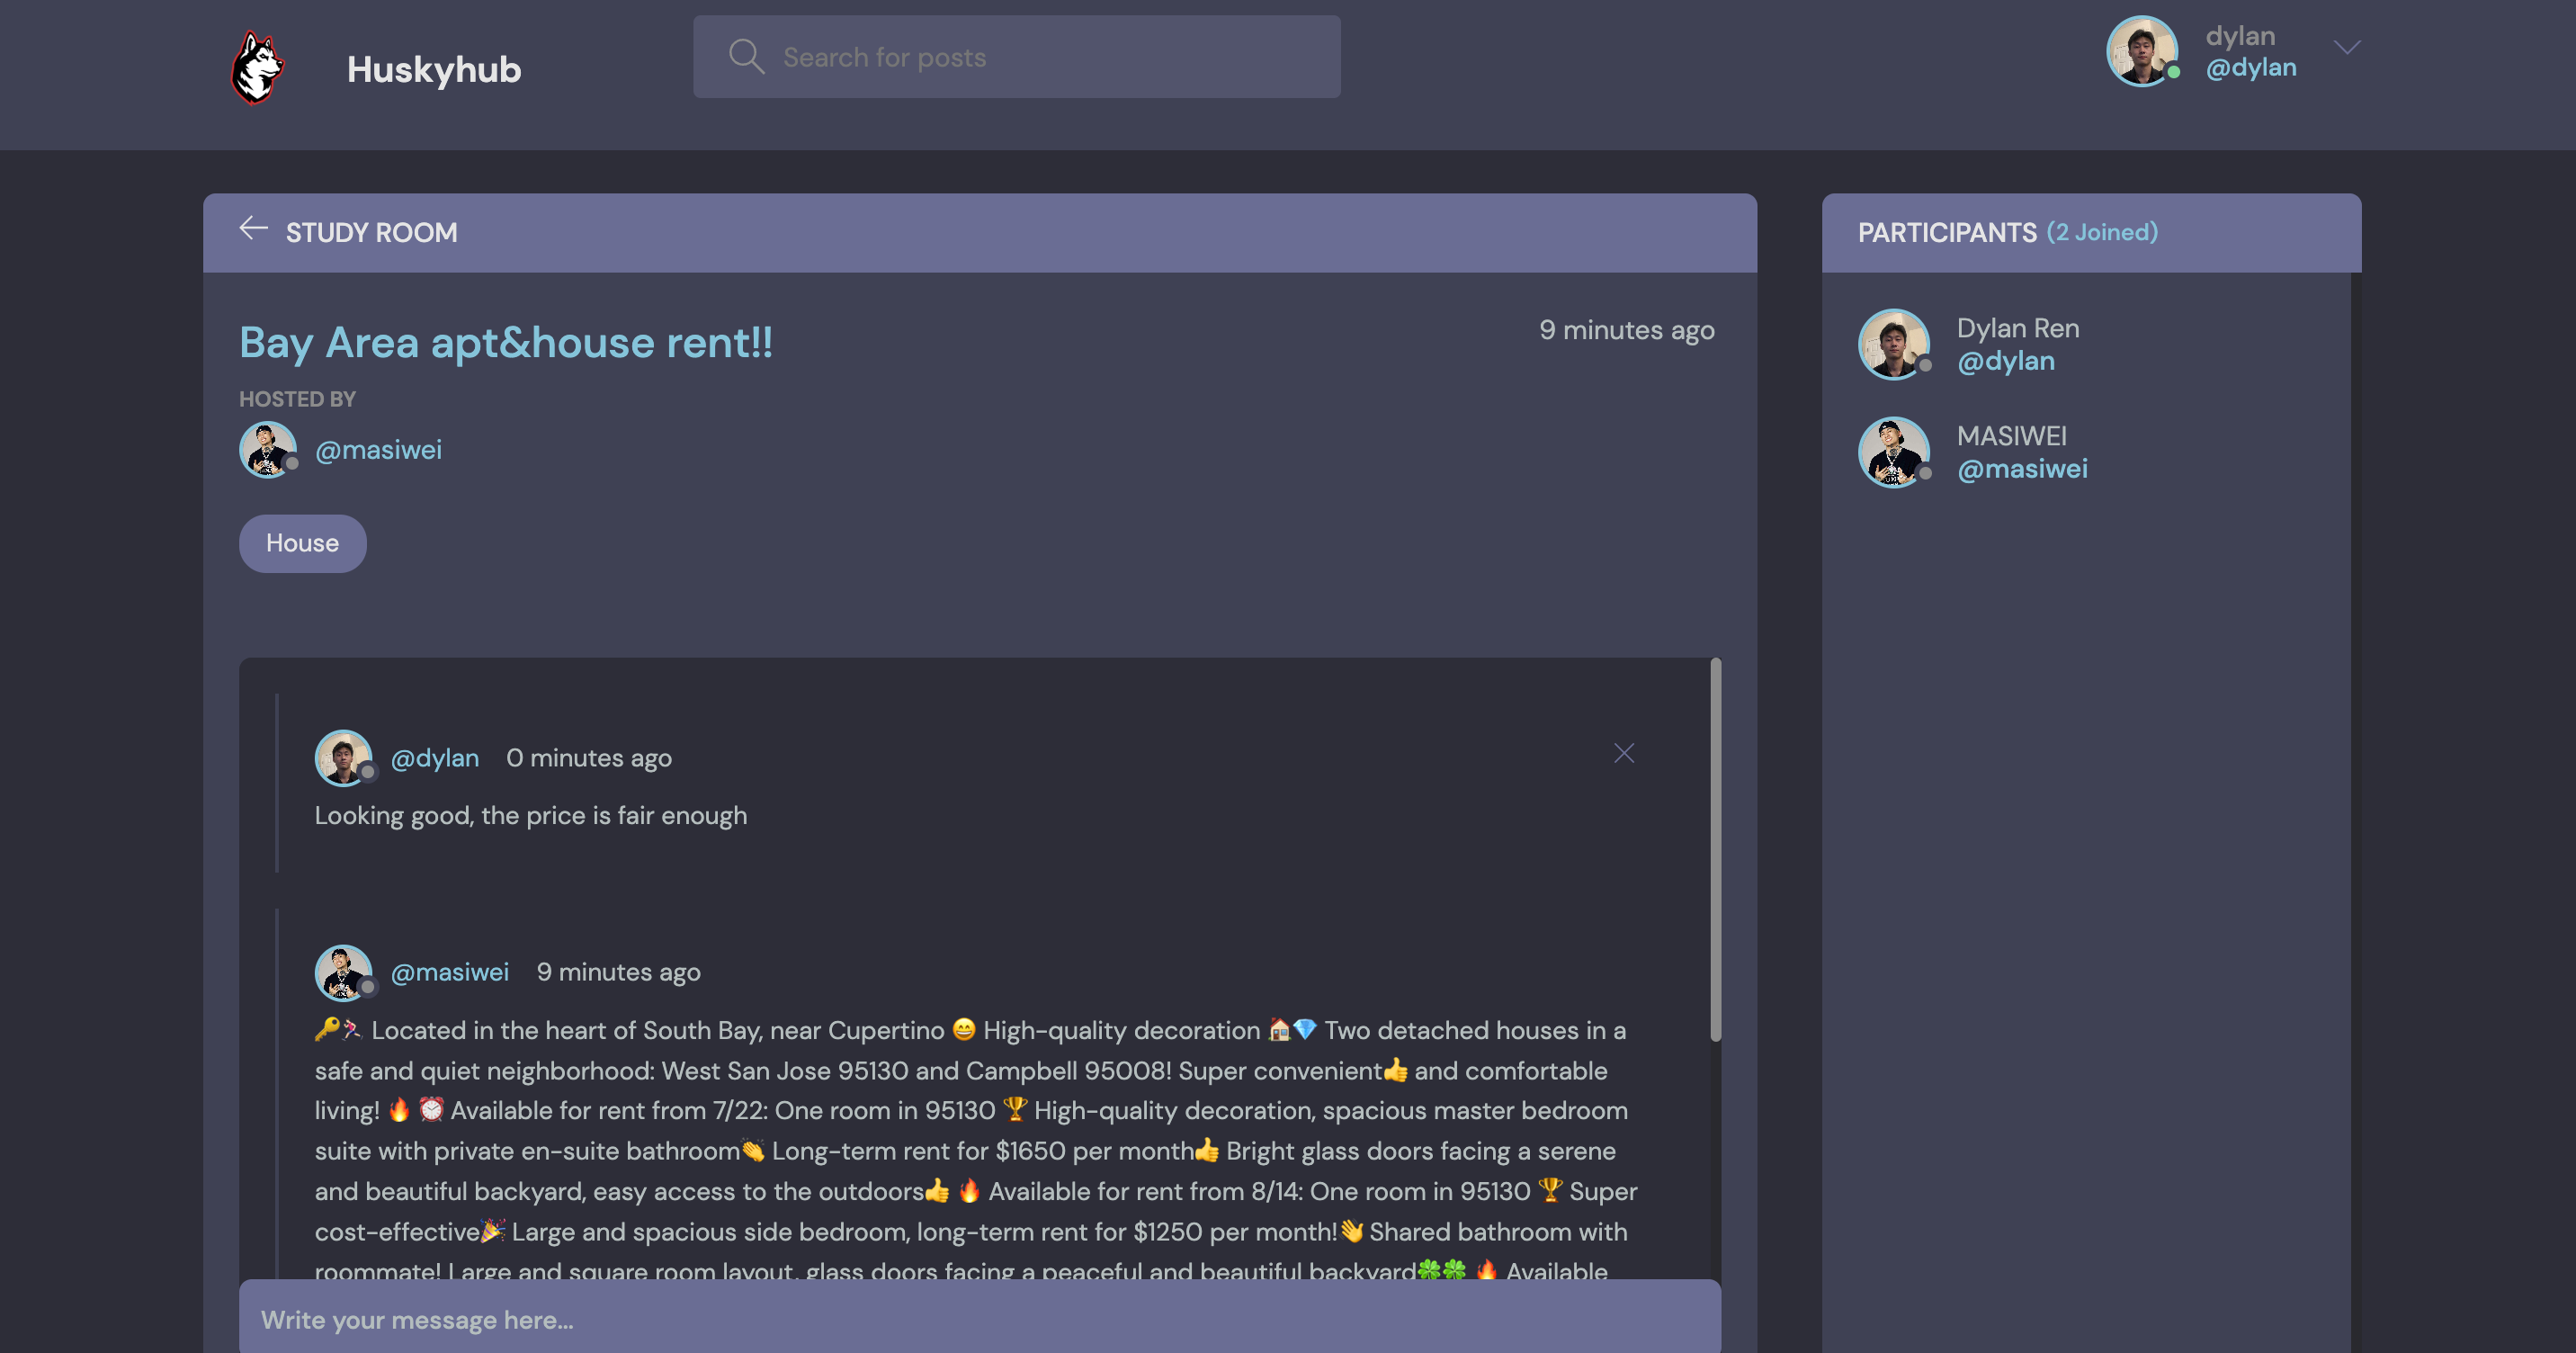 Huskyhub
Search for posts
dylan
@dylan
STUDY ROOM
Bay Area apt&house rent!!
9 minutes ago
HOSTED BY
@masiwei
House
@dylan 0 minutes ago
Looking good, the price is fair enough
@masiwei 9 minutes ago
🔑🏃‍♀️ Located in the heart of South Bay, near Cupertino 😄 High-quality decoration 🏠💎 Two detached houses in a
safe and quiet neighborhood: West San Jose 95130 and Campbell 95008! Super convenient👍 and comfortable
living! 🔥 ⏰ Available for rent from 7/22: One room in 95130 🏆 High-quality decoration, spacious master bedroom
suite with private en-suite bathroom👏 Long-term rent for $1650 per month👍 Bright glass doors facing a serene
and beautiful backyard, easy access to the outdoors👍 🔥 Available for rent from 8/14: One room in 95130 🏆 Super
cost-effective🎉 Large and spacious side bedroom, long-term rent for $1250 per month!👋 Shared bathroom with
roommate! Large and square room layout, glass doors facing a peaceful and beautiful backyard🍀🍀 🔥 Available
Write your message here...
PARTICIPANTS (2 Joined)
Dylan Ren
@dylan
MASIWEI
@masiwei